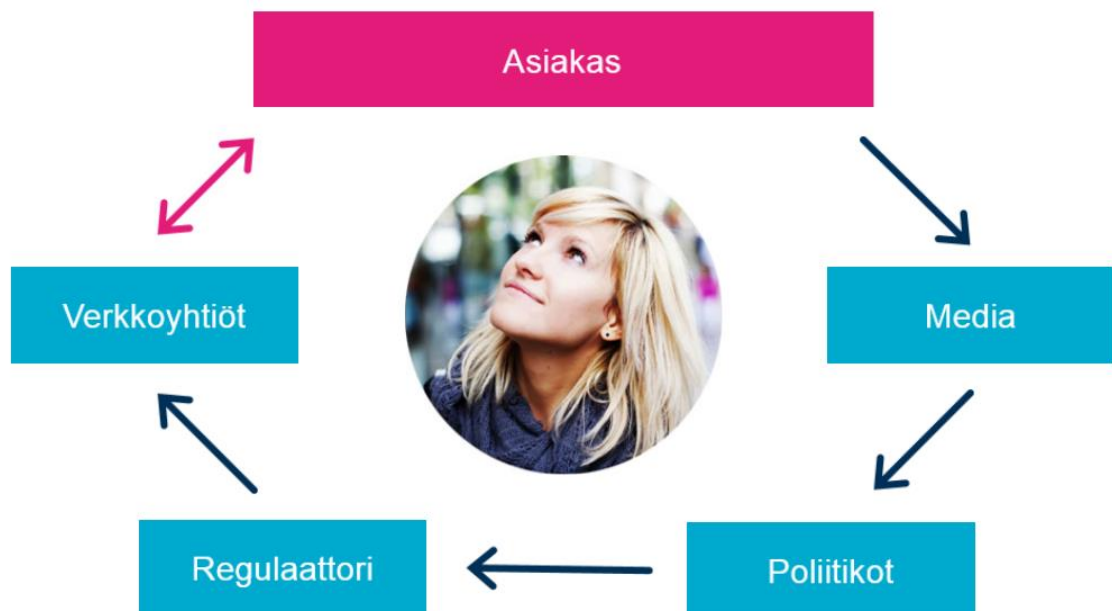 Asiakas
Verkkoyhtiöt
Media
Regulaattori
Poliitikot